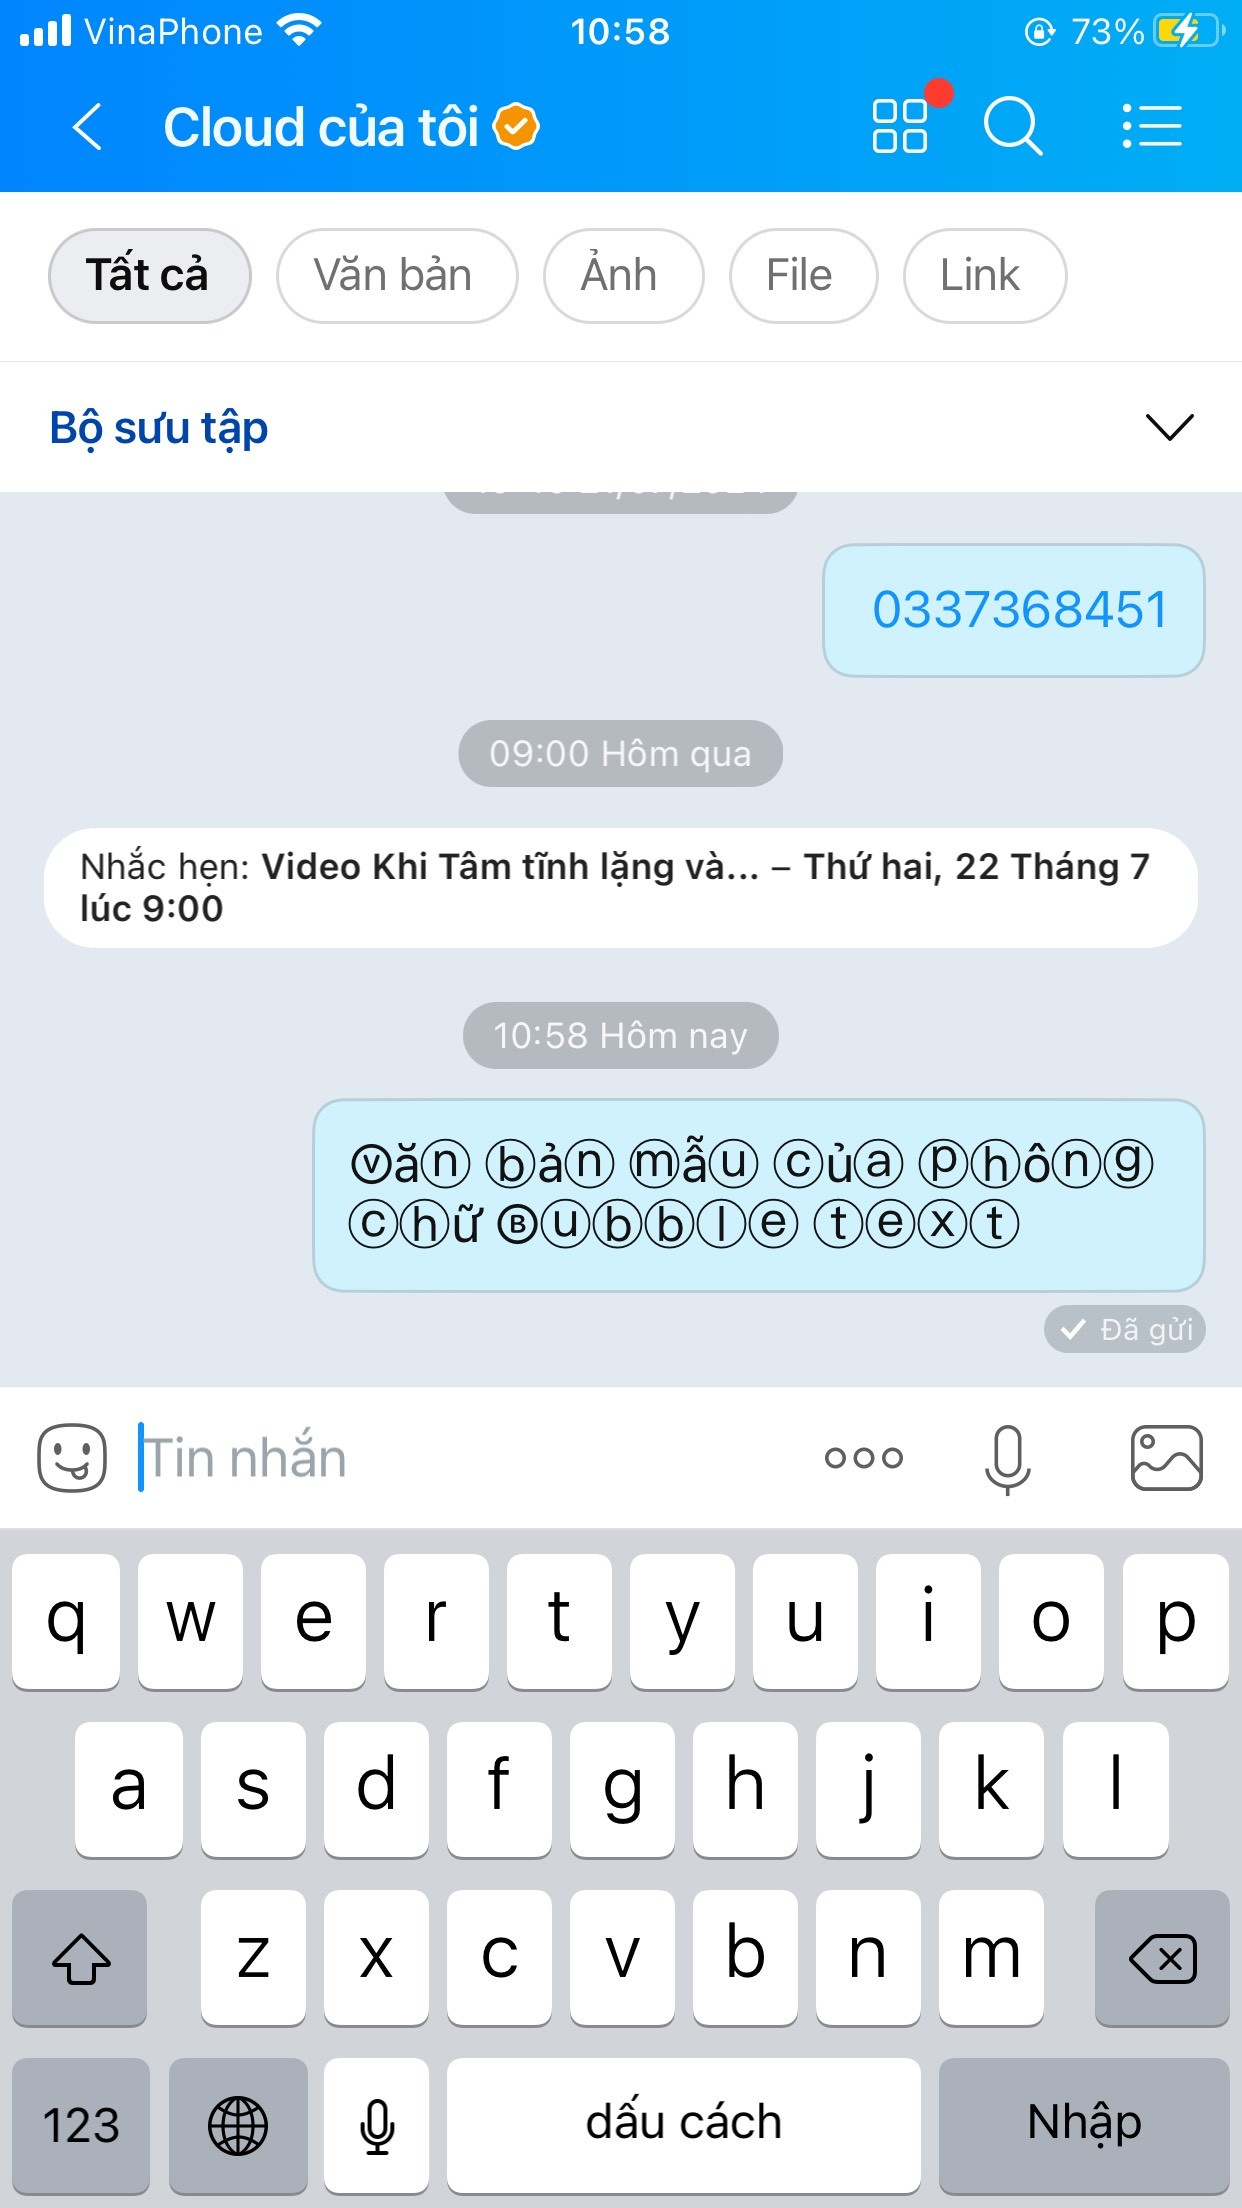 VinaPhone 10:58 73%
Cloud của tôi
Tất cả Văn bản Ảnh File Link
Bộ sưu tập
0337368451
09:00 Hôm qua
Nhắc hẹn: Video Khi Tâm tĩnh lặng và... – Thứ hai, 22 Tháng 7
lúc 9:00
10:58 Hôm nay
Ⓥăⓝ ⓑảⓝ ⓜẫⓤ ⓒủⓐ ⓟⓗôⓝⓖ
ⓒⓗữ Ⓑⓤⓑⓑⓛⓔ ⓣⓔⓧⓣ
Đã gửi
Tin nhắn
q w e r t y u i o p
a s d f g h j k l
z x c v b n m
123 dấu cách Nhập